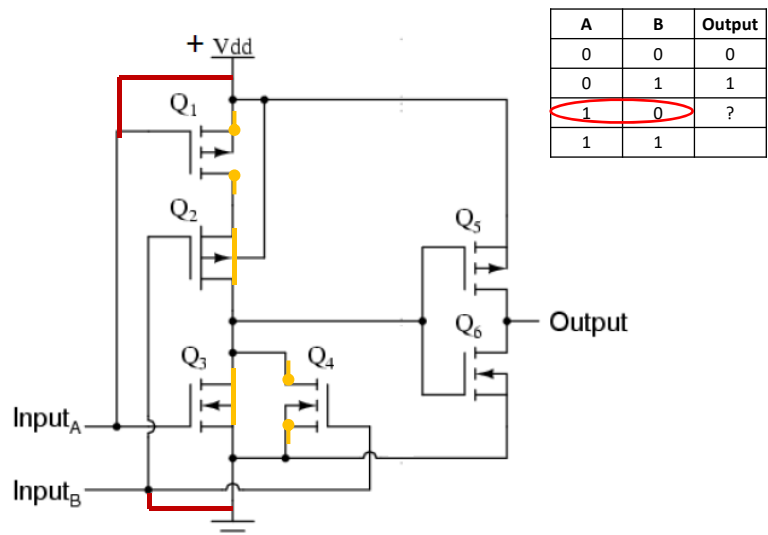 + Vdd
Q1
Q2
Q3
Q4
Q5
Q6
InputA
InputB
Output
A B Output
0 0 0
0 1 1
1 0 ?
1 1